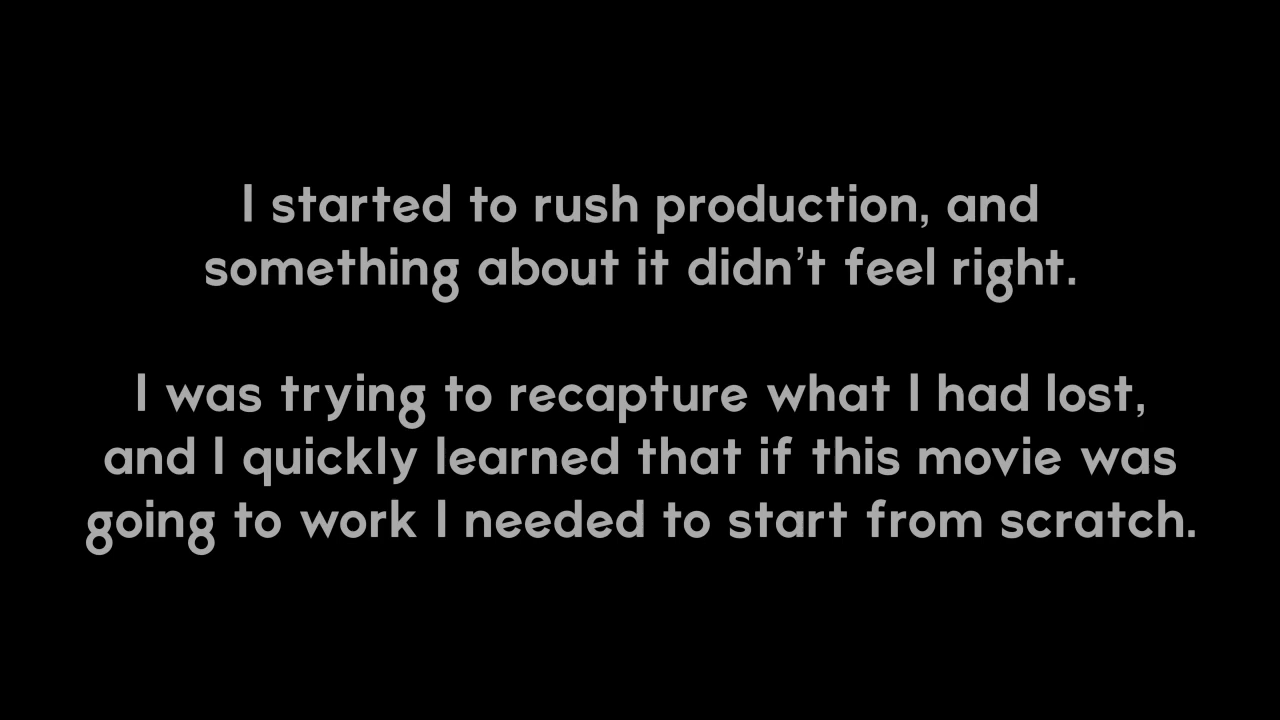 I started to rush production, and
something about it didn’t feel right.
I was trying to recapture what I had lost,
and I quickly learned that if this movie was
going to work I needed to start from scratch.